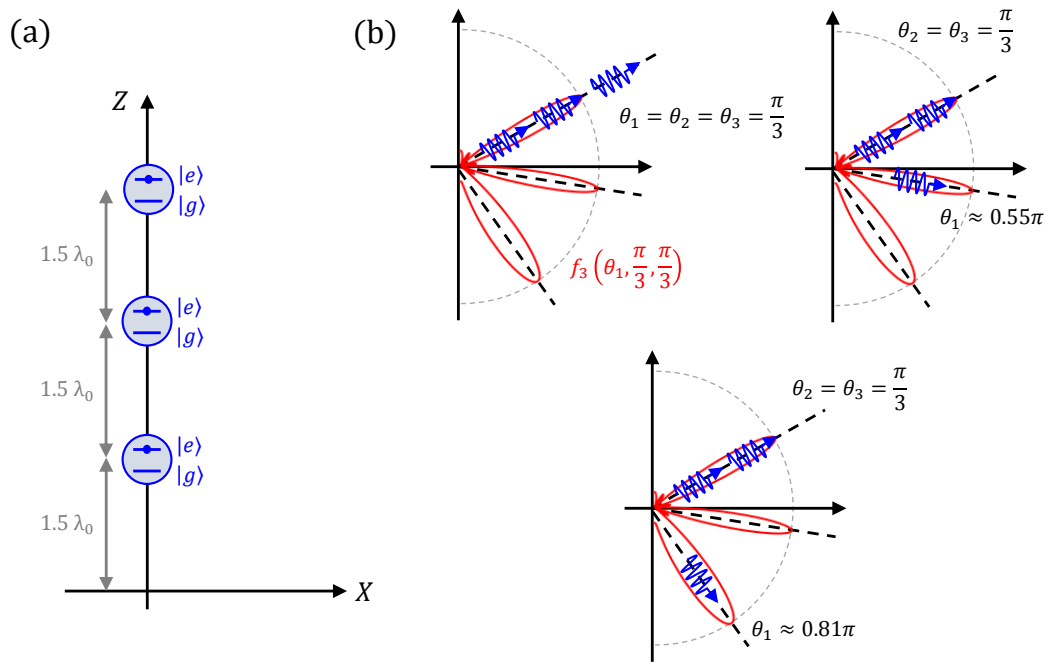 (a)
Z
|e⟩
|g⟩
1.5 λ₀
|e⟩
|g⟩
1.5 λ₀
|e⟩
|g⟩
1.5 λ₀
X
(b)
θ₁ = θ₂ = θ₃ = π/3
f₃(θ₁, π/3, π/3)
θ₂ = θ₃ = π/3
θ₁ ≈ 0.55π
θ₂ = θ₃ = π/3
θ₁ ≈ 0.81π